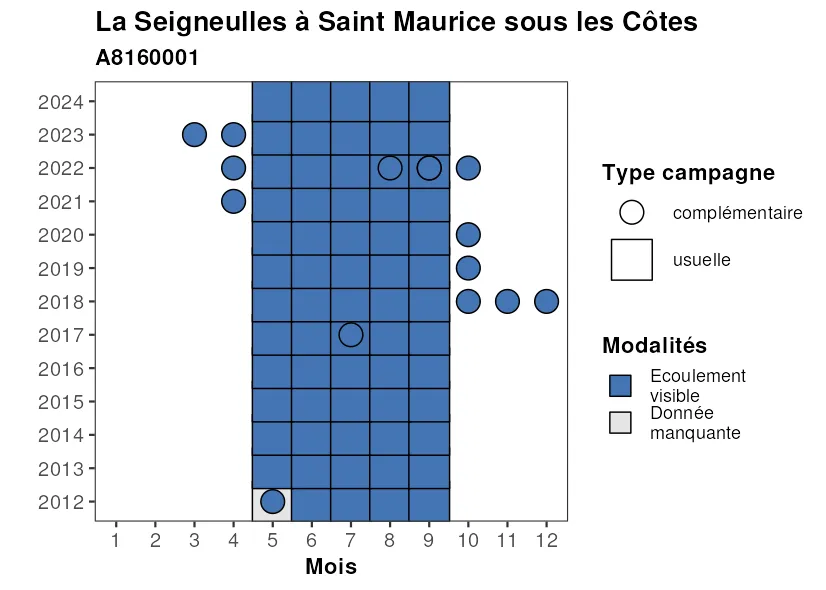 La Seigneulles à Saint Maurice sous les Côtes
A8160001
2024
2023
2022
2021
2020
2019
2018
2017
2016
2015
2014
2013
2012
1 2 3 4 5 6 7 8 9 10 11 12
Mois
Type campagne
complémentaire
usuelle
Modalités
Ecoulement
visible
Donnée
manquante